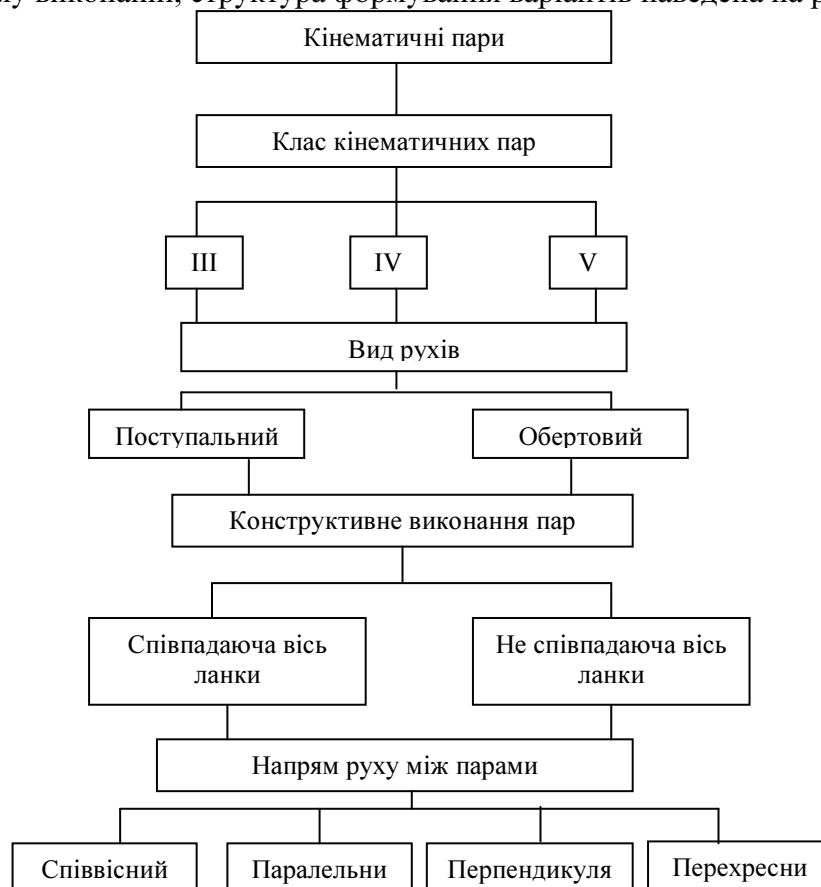 му виконанні, структура формування варіантів наведена на р
Кінематичні пари
Клас кінематичних пар
III IV V
Вид рухів
Поступальний Обертовий
Конструктивне виконання пар
Співпадаюча вісь
ланки
Не співпадаюча вісь
ланки
Напрям руху між парами
Співвісний Паралельни Перпендикуля Перехресни